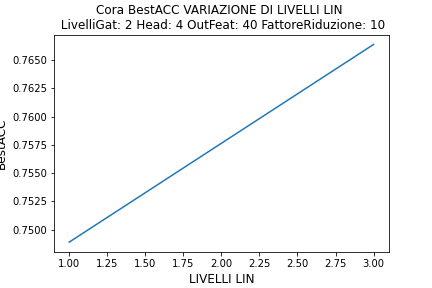 Cora BestACC VARIAZIONE DI LIVELLI LIN
LivelliGat: 2 Head: 4 OutFeat: 40 FattoreRiduzione: 10
BestACC
0.7650
0.7625
0.7600
0.7575
0.7550
0.7525
0.7500
1.00 1.25 1.50 1.75 2.00 2.25 2.50 2.75 3.00
LIVELLI LIN